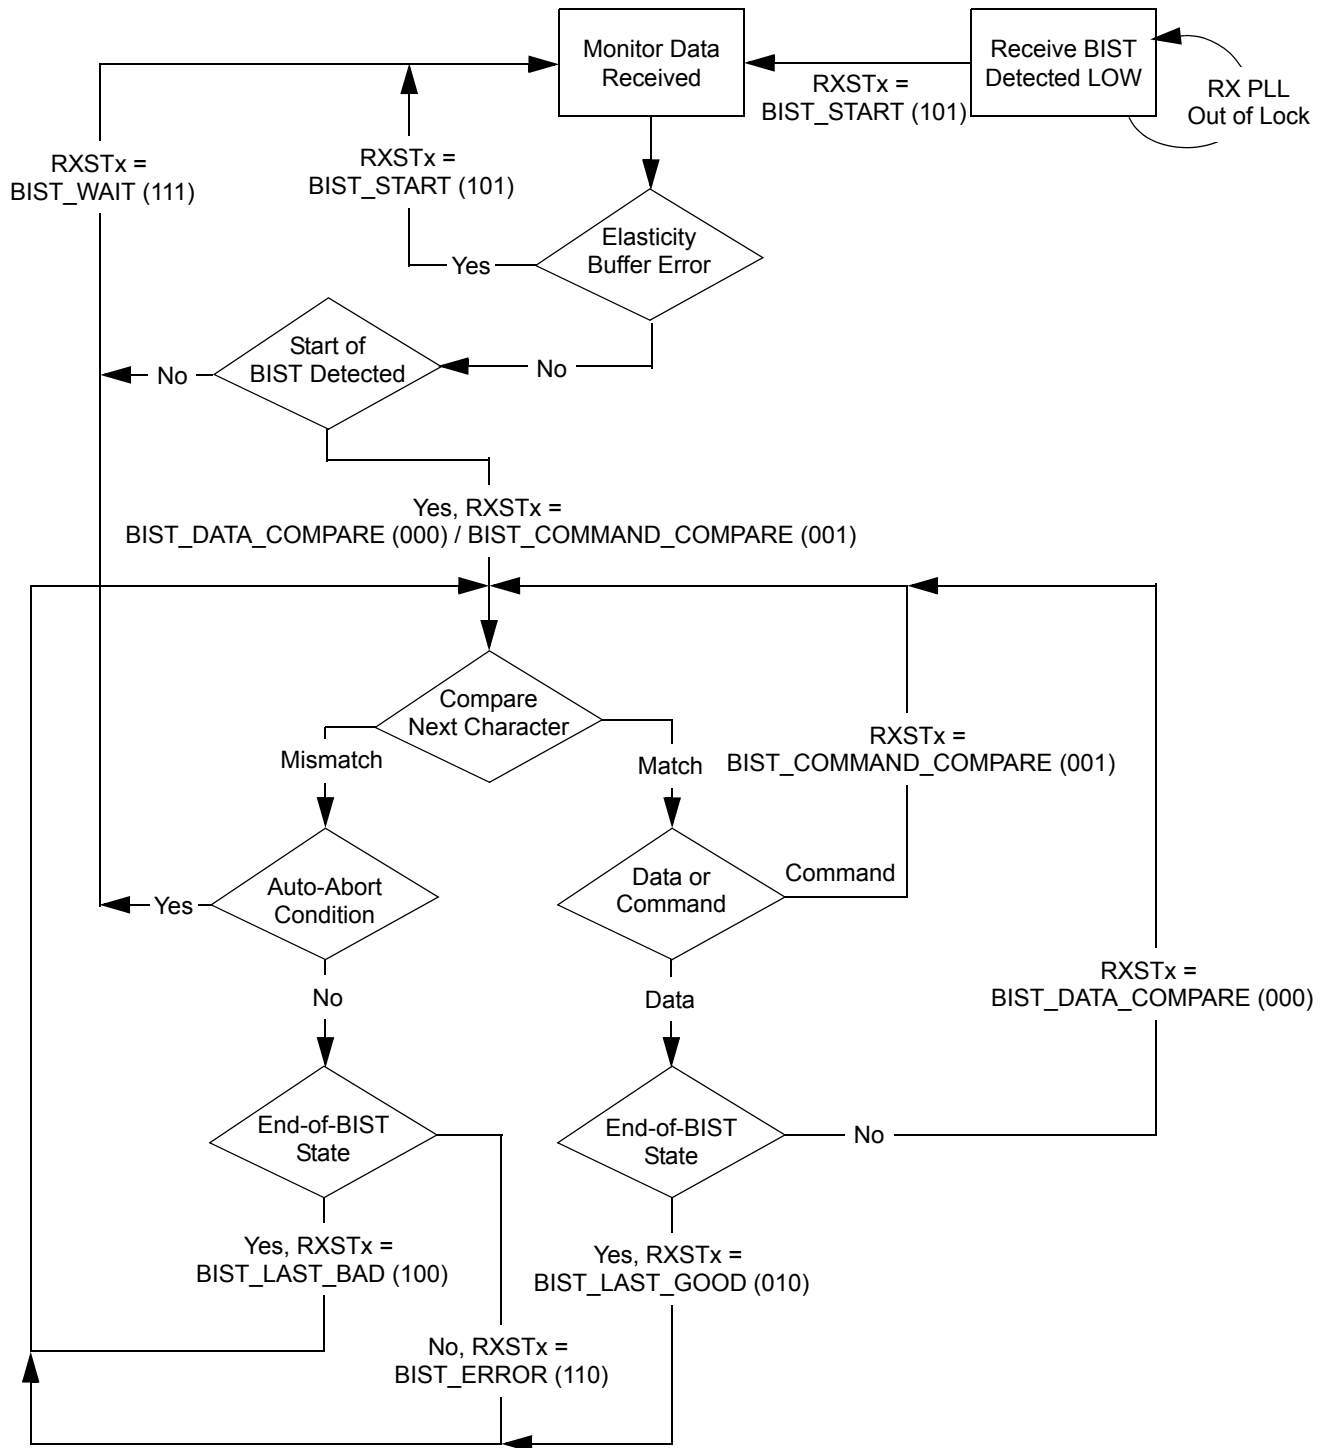 Monitor Data
Received
Receive BIST
Detected LOW
RX PLL
Out of Lock
RXSTx =
BIST_START (101)
RXSTx =
BIST_WAIT (111)
RXSTx =
BIST_START (101)
Elasticity
Buffer Error
Yes
No
Start of
BIST Detected
No
Yes, RXSTx =
BIST_DATA_COMPARE (000) / BIST_COMMAND_COMPARE (001)
Compare
Next Character
Mismatch
Match
RXSTx =
BIST_COMMAND_COMPARE (001)
Auto-Abort
Condition
Yes
Data or
Command
Command
No
Data
RXSTx =
BIST_DATA_COMPARE (000)
End-of-BIST
State
End-of-BIST
State
No
Yes, RXSTx =
BIST_LAST_BAD (100)
Yes, RXSTx =
BIST_LAST_GOOD (010)
No, RXSTx =
BIST_ERROR (110)